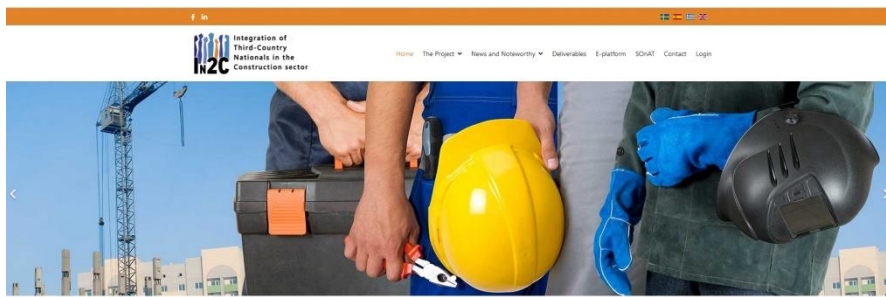 f in
Integration of
Third-Country
Nationals in the
Construction sector
IN2C
Home The Project News and Noteworthy Deliverables E-platform SOnAT Contact Login